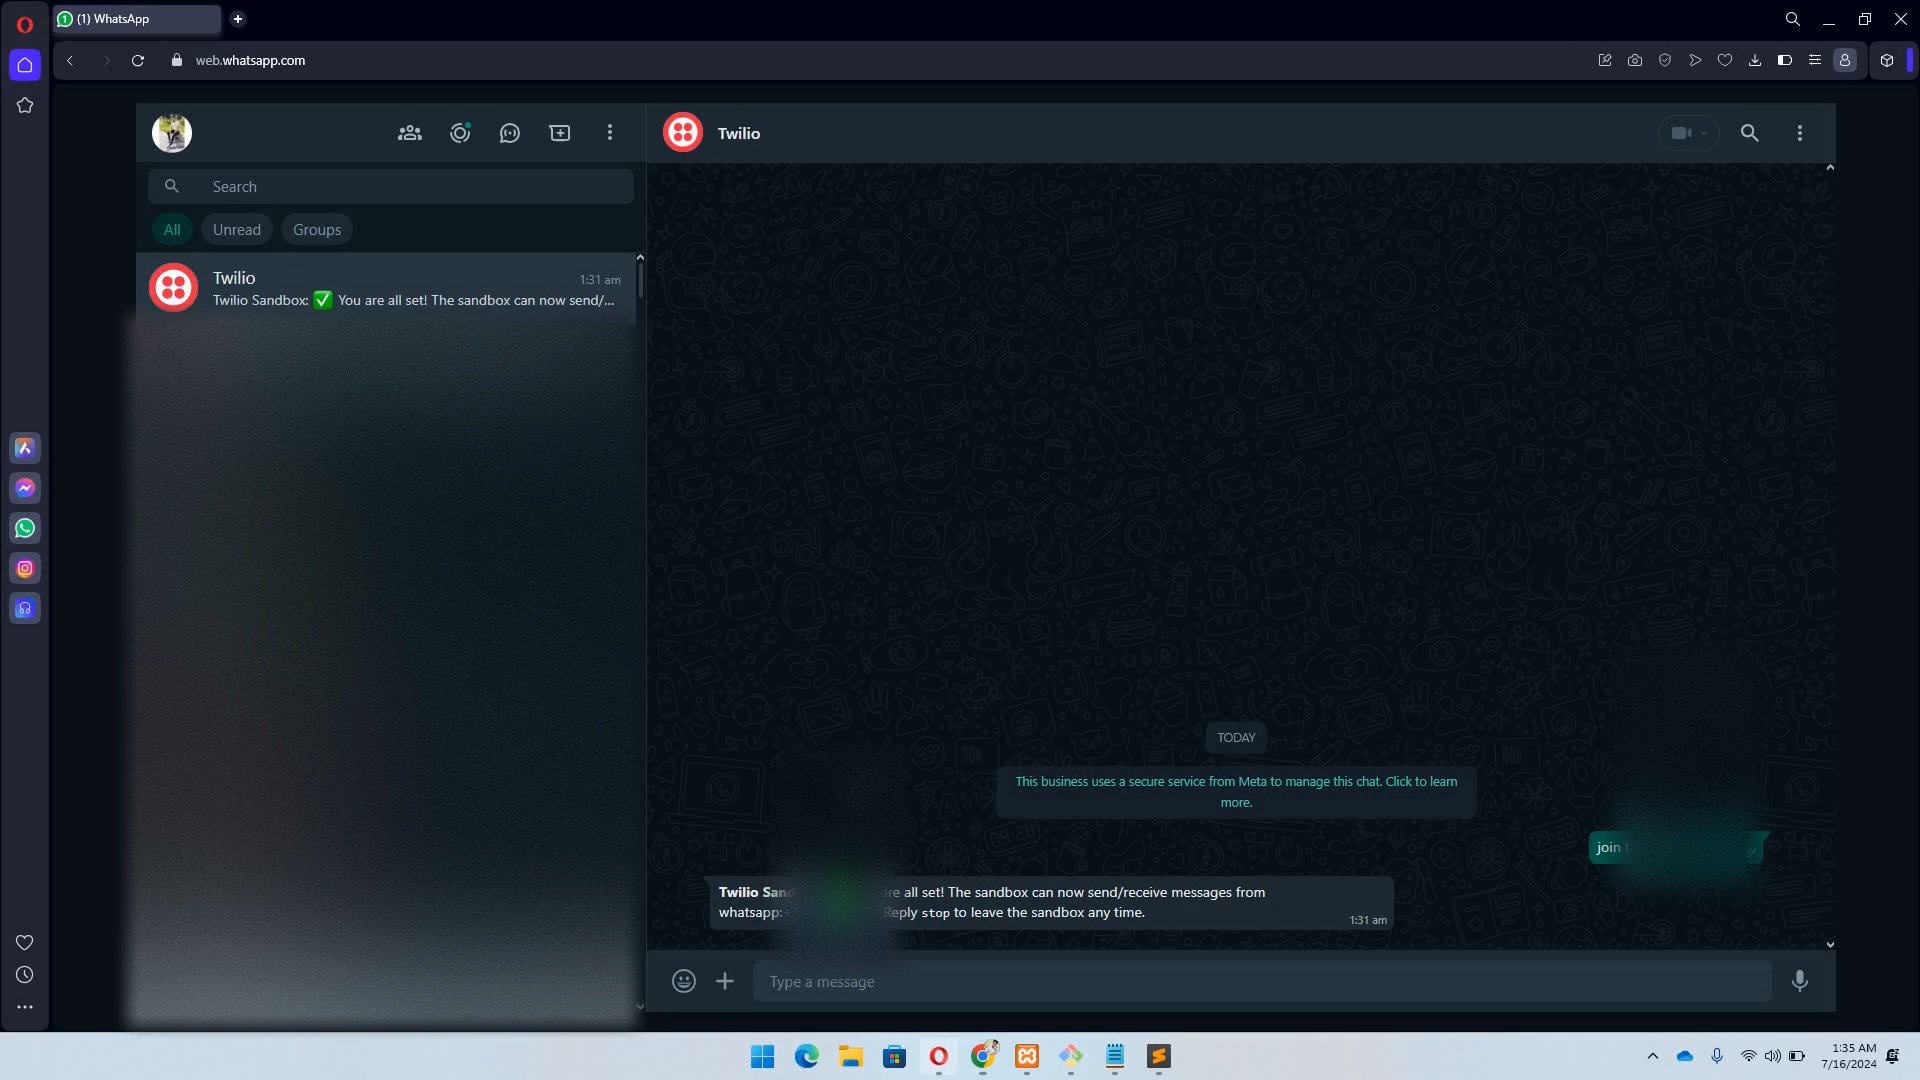 (1) WhatsApp
web.whatsapp.com
Twilio
Search
All
Unread
Groups
Twilio
1:31 am
Twilio Sandbox: ✅ You are all set! The sandbox can now send/...
TODAY
This business uses a secure service from Meta to manage this chat. Click to learn
more.
join
Twilio are all set! The sandbox can now send/receive messages from
whatsapp:+ Reply stop to leave the sandbox any time.
1:31 am
Type a message
1:35 AM
7/16/2024